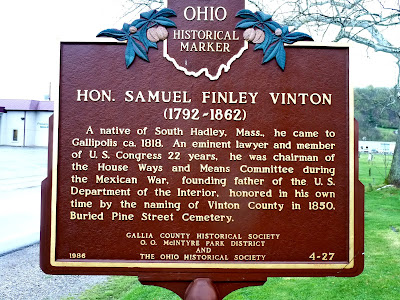 OHIO
HISTORICAL
MARKER
HON. SAMUEL FINLEY VINTON
(1792-1862)
A native of South Hadley, Mass., he came to
Gallipolis ca. 1818. An eminent lawyer and member
of U. S. Congress 22 years, he was chairman of
the House Ways and Means Committee during
the Mexican War, founding father of the U. S.
Department of the Interior, honored in his own
time by the naming of Vinton County in 1850.
Buried Pine Street Cemetery.
GALLIA COUNTY HISTORICAL SOCIETY
O. O. McINTYRE PARK DISTRICT
AND
1986 THE OHIO HISTORICAL SOCIETY 4-27